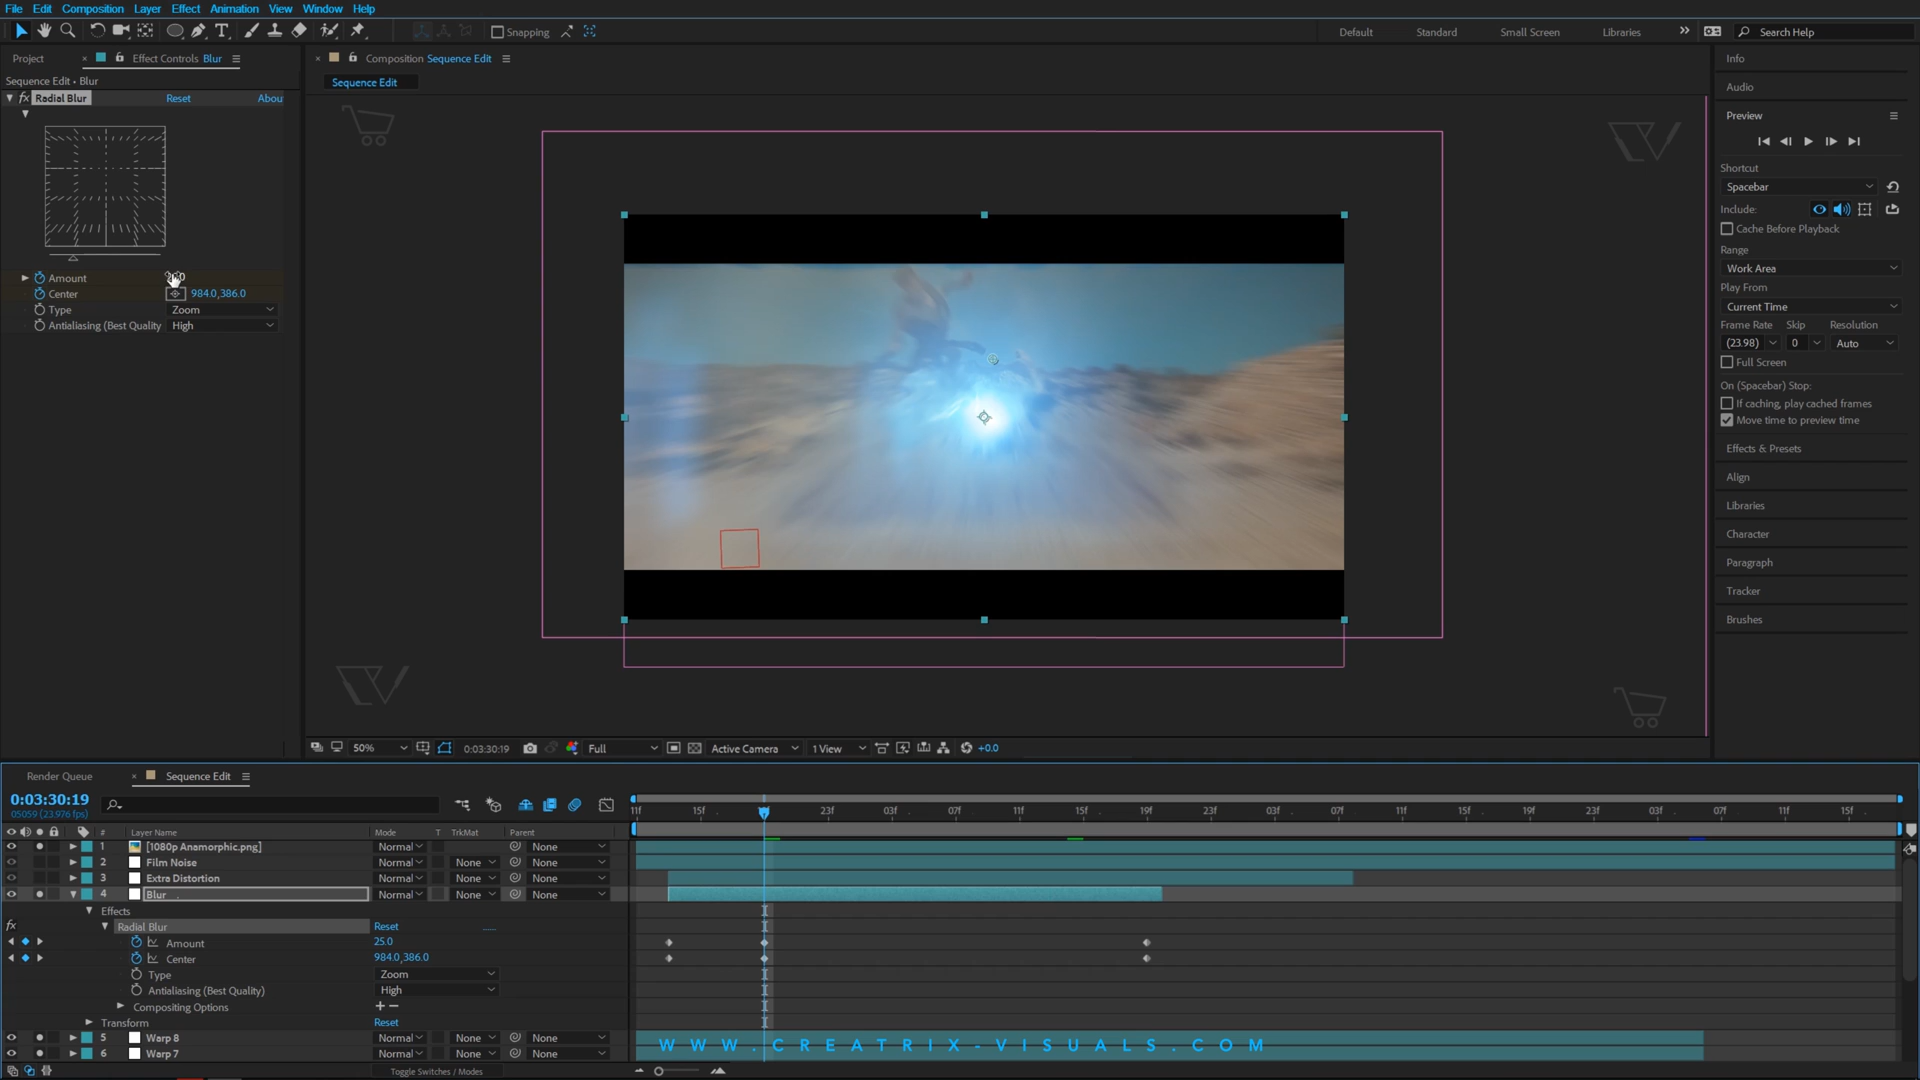 File Edit Composition Layer Effect Animation View Window Help
Snapping
Default Standard Small Screen Libraries Search Help
Project Effect Controls Blur
Composition Sequence Edit
Sequence Edit • Blur
Sequence Edit
fx Radial Blur Reset Abou
Amount
Center 984.0,386.0
Type Zoom
Antialiasing (Best Quality High
Info
Audio
Preview
Shortcut
Spacebar
Include:
Cache Before Playback
Range
Work Area
Play From
Current Time
Frame Rate Skip Resolution
(23.98) 0 Auto
Full Screen
On (Spacebar) Stop:
If caching, play cached frames
Move time to preview time
Effects & Presets
Align
Libraries
Character
Paragraph
Tracker
Brushes
50% 0:03:30:19 Full Active Camera 1 View +0.0
Render Queue Sequence Edit
0:03:30:19
05059 (23.976 fps)
11f 15f 23f 03f 07f 11f 15f 19f 23f 03f 07f 11f 15f 19f 23f 03f 07f 11f 15f
# Layer Name Mode T TrkMat Parent
1 [1080p Anamorphic.png] Normal None
2 Film Noise Normal None None
3 Extra Distortion Normal None None
4 Blur Normal None None
Effects
fx Radial Blur Reset
Amount 25.0
Center 984.0,386.0
Type Zoom
Antialiasing (Best Quality) High
Compositing Options + −
Transform Reset
5 Warp 8 Normal None None
6 Warp 7 Normal None None
WWW.CREATRIX-VISUALS.COM
Toggle Switches / Modes